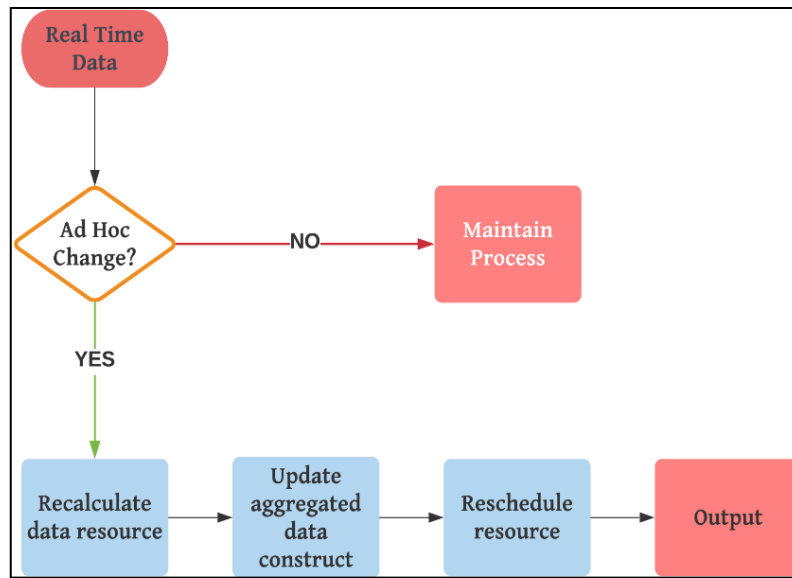 Real Time
Data
Ad Hoc
Change?
NO
Maintain
Process
YES
Recalculate
data resource
Update
aggregated
data
construct
Reschedule
resource
Output